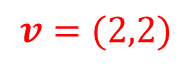 v = (2,2)